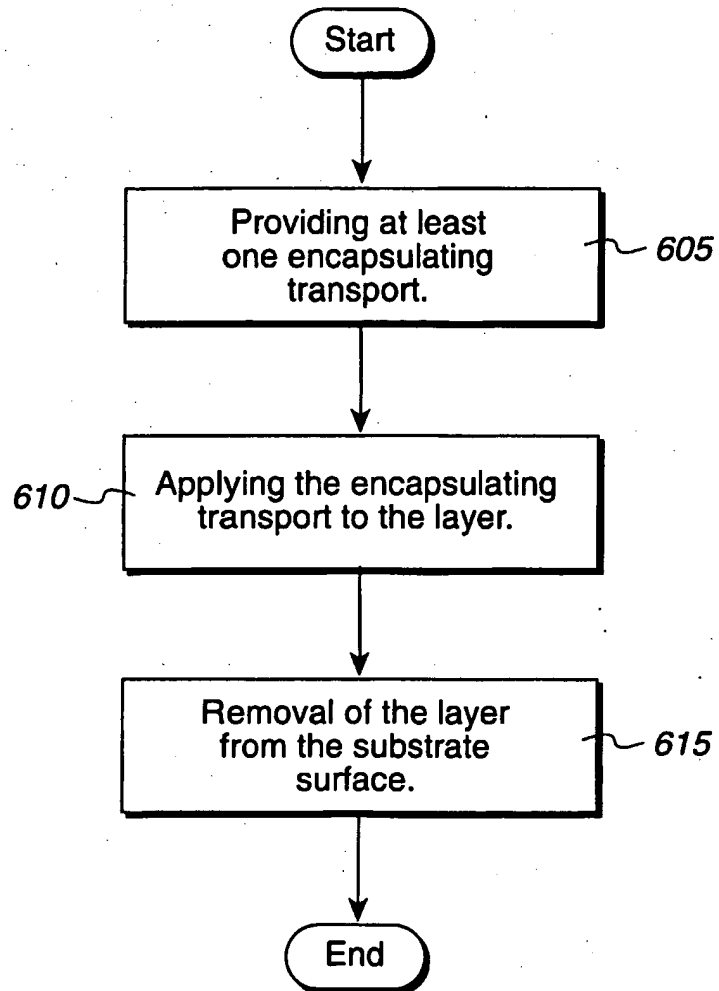 Start
Providing at least
one encapsulating
transport.
605
610
Applying the encapsulating
transport to the layer.
Removal of the layer
from the substrate
surface.
615
End